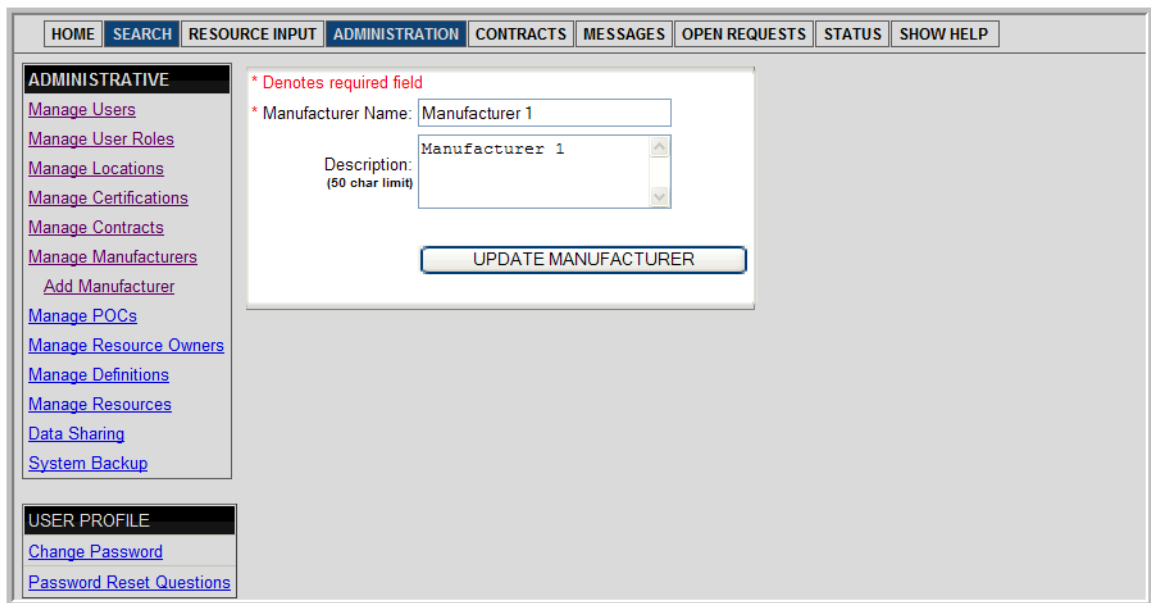 HOME SEARCH RESOURCE INPUT ADMINISTRATION CONTRACTS MESSAGES OPEN REQUESTS STATUS SHOW HELP
ADMINISTRATIVE
Manage Users
Manage User Roles
Manage Locations
Manage Certifications
Manage Contracts
Manage Manufacturers
Add Manufacturer
Manage POCs
Manage Resource Owners
Manage Definitions
Manage Resources
Data Sharing
System Backup
USER PROFILE
Change Password
Password Reset Questions
* Denotes required field
* Manufacturer Name: Manufacturer 1
Description: Manufacturer 1
(50 char limit)
UPDATE MANUFACTURER